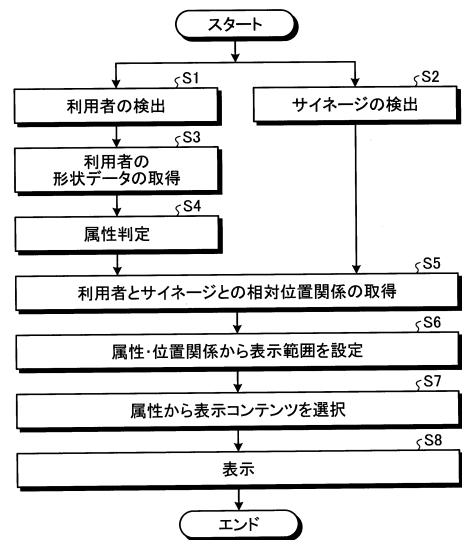 スタート
S1
利用者の検出
S2
サイネージの検出
S3
利用者の
形状データの取得
S4
属性判定
S5
利用者とサイネージとの相対位置関係の取得
S6
属性・位置関係から表示範囲を設定
S7
属性から表示コンテンツを選択
S8
表示
エンド